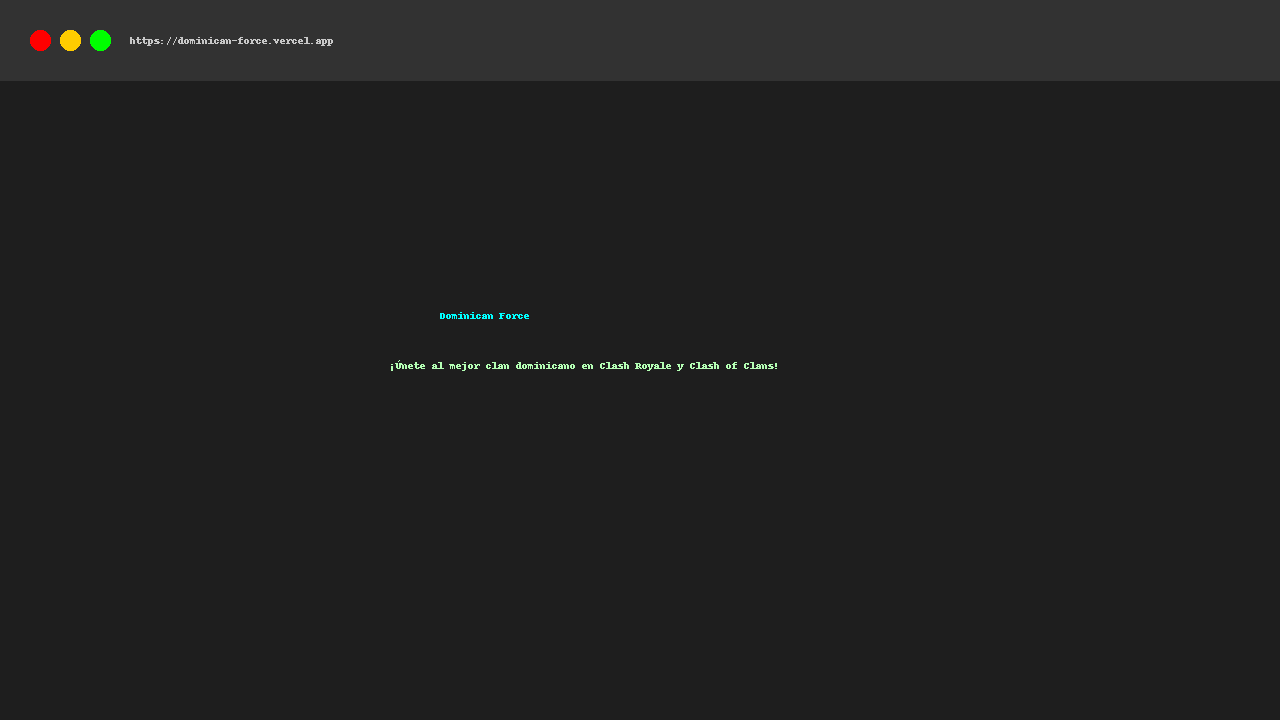 https://dominican-force.vercel.app
Dominican Force
¡Únete al mejor clan dominicano en Clash Royale y Clash of Clans!